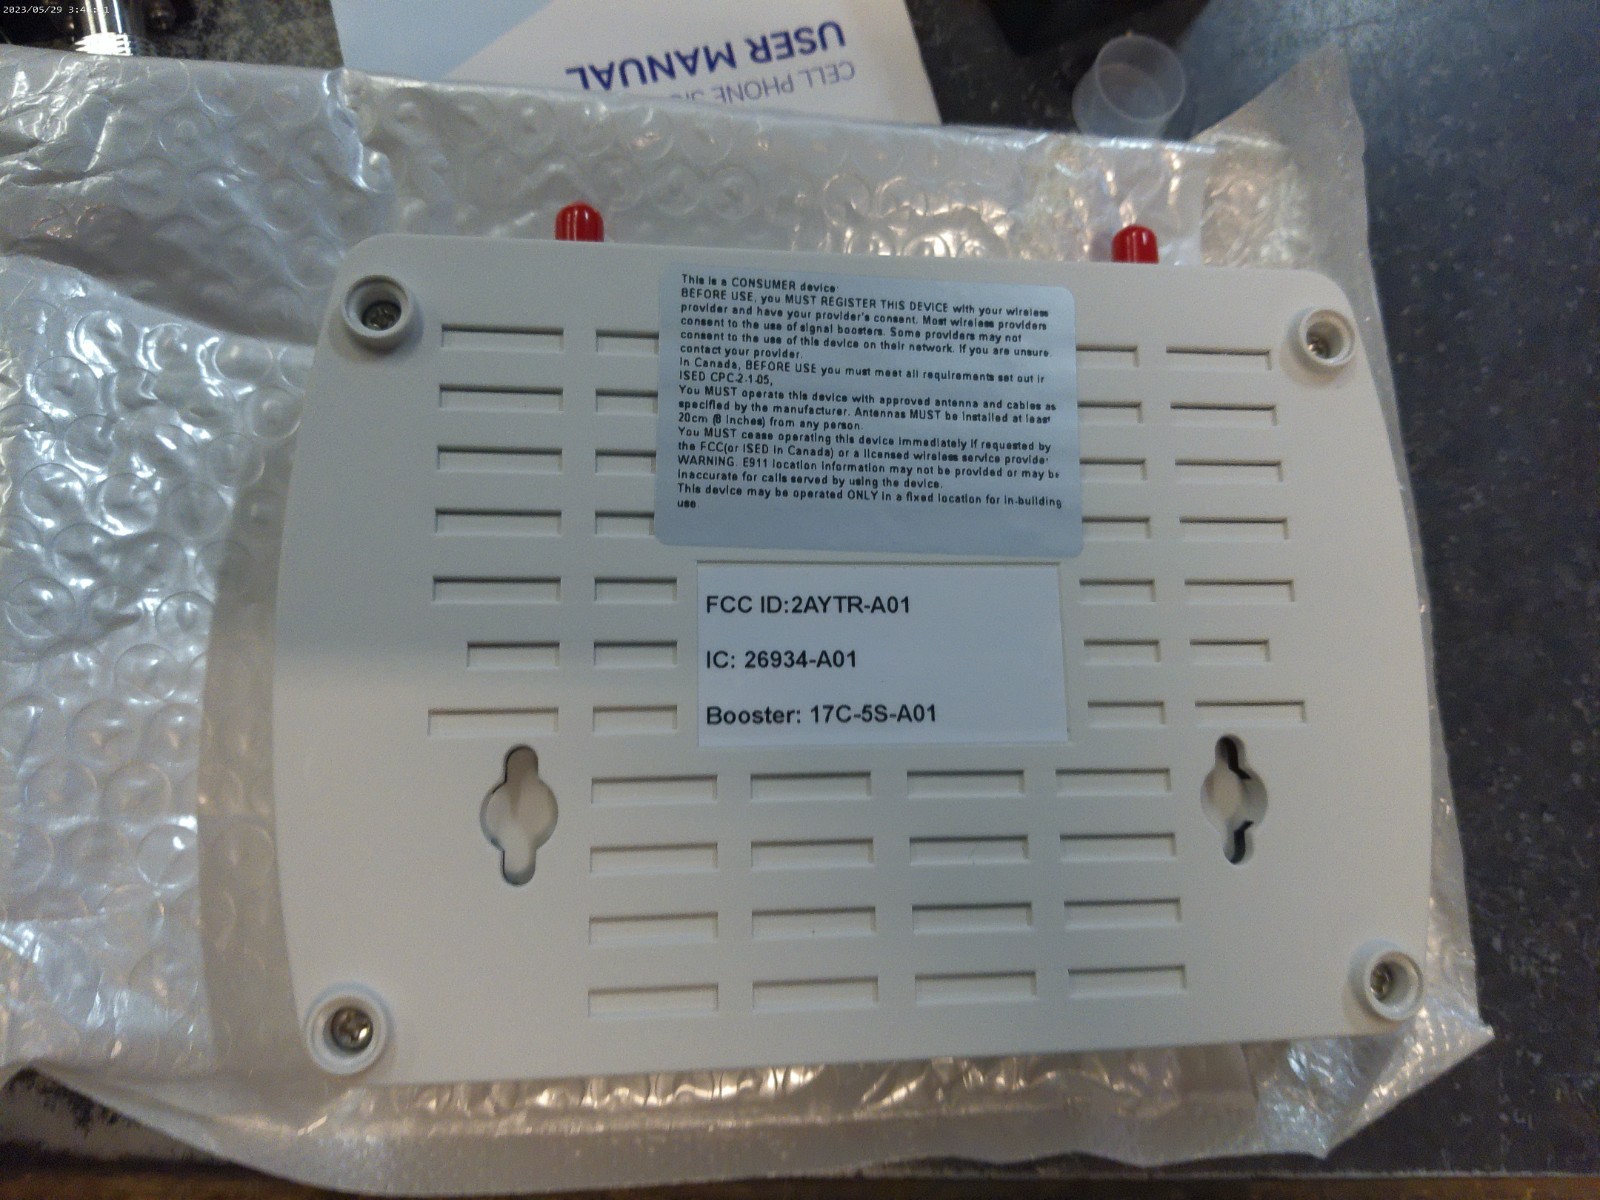 2023/05/29 3:4
USER MANUAL
CELL PHONE
This is a CONSUMER device
BEFORE USE, you MUST REGISTER THIS DEVICE with your wireless
provider and have your provider's consent. Most wireless providers
consent to the use of signal boosters. Some providers may not
consent to the use of this device on their network. If you are unsure.
contact your provider.
In Canada, BEFORE USE you must meet all requirements set out ir
ISED CPC-2-1-05,
You MUST operate this device with approved antenna and cables as
specified by the manufacturer. Antennas MUST be installed at least
20cm (8 inches) from any person.
You MUST cease operating this device immediately if requested by
the FCC(or ISED in Canada) or a licensed wireless service provide
WARNING. E911 location information may not be provided or may be
inaccurate for calls served by using the device.
This device may be operated ONLY in a fixed location for in-building
use
FCC ID:2AYTR-A01
IC: 26934-A01
Booster: 17C-5S-A01